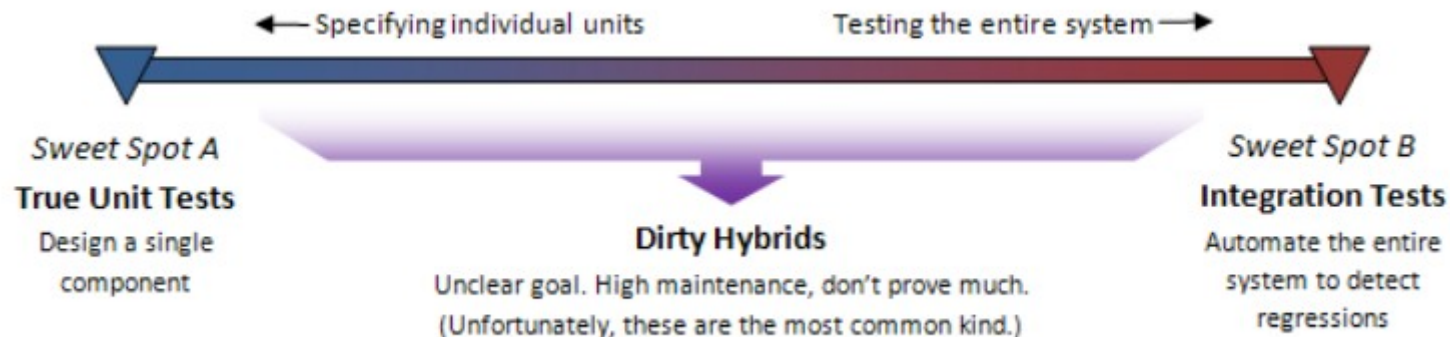 Specifying individual units
Testing the entire system
Sweet Spot A
True Unit Tests
Design a single
component
Dirty Hybrids
Unclear goal. High maintenance, don’t prove much.
(Unfortunately, these are the most common kind.)
Sweet Spot B
Integration Tests
Automate the entire
system to detect
regressions